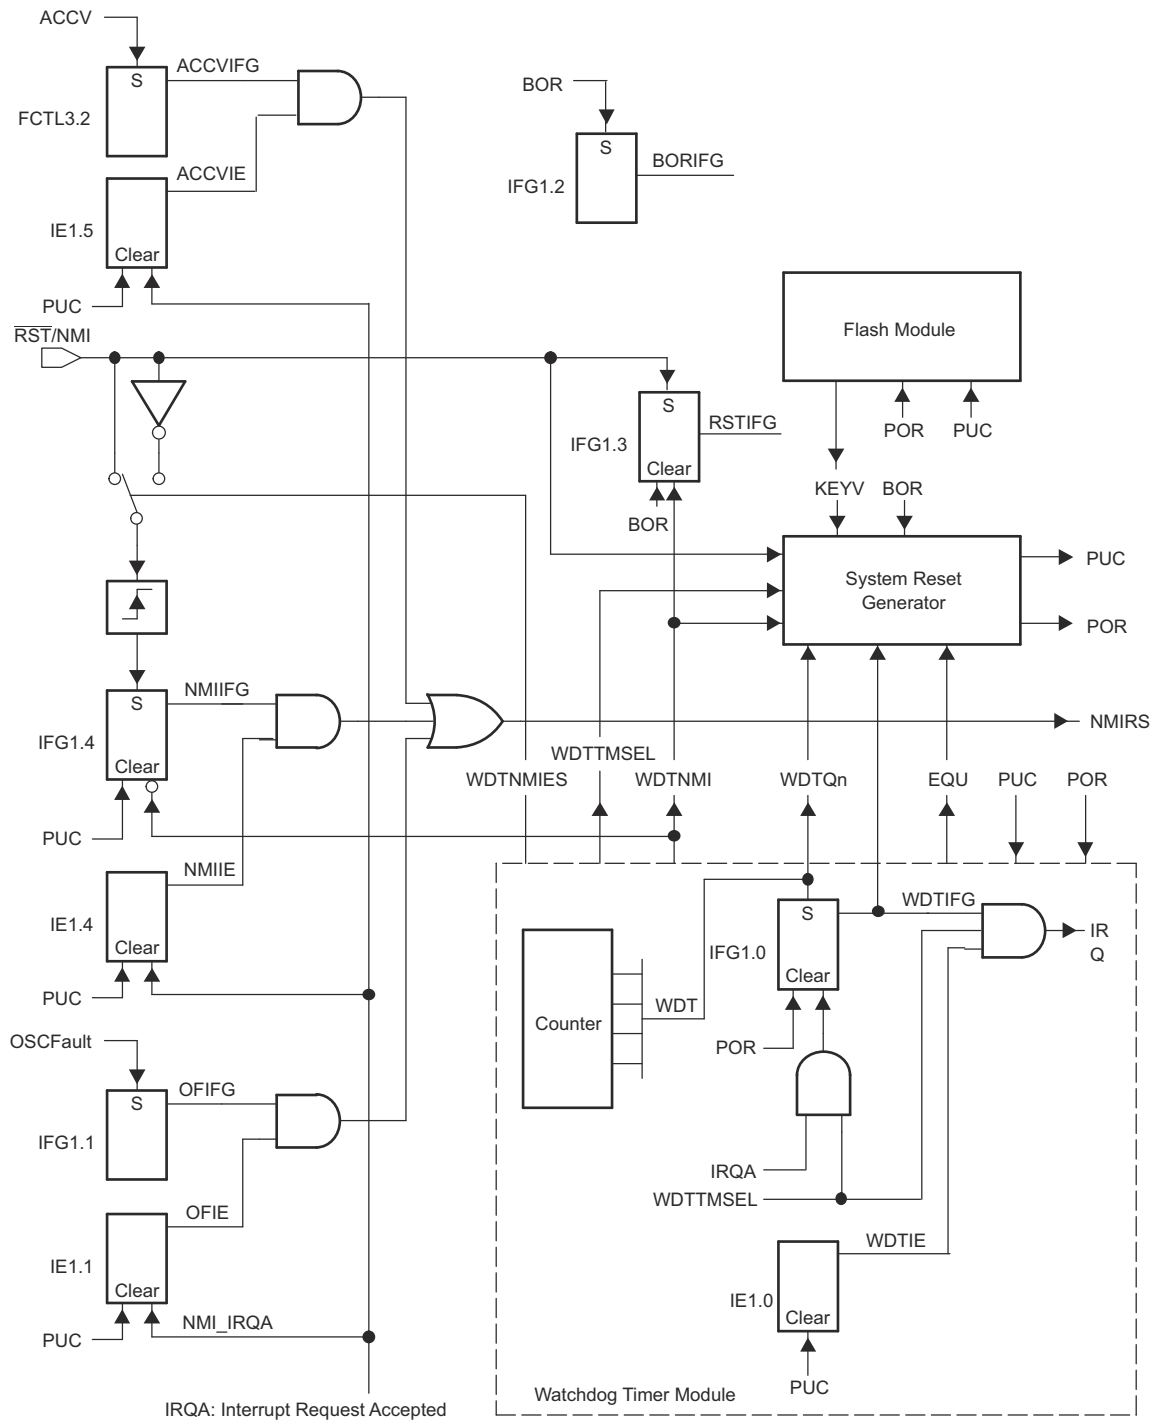 ACCV
S
ACCVIFG
FCTL3.2
ACCVIE
IE1.5
Clear
PUC
BOR
S
BORIFG
IFG1.2
RST/NMI
Flash Module
POR
PUC
S
RSTIFG
IFG1.3
Clear
BOR
KEYV
BOR
System Reset
Generator
PUC
POR
S
NMIIFG
IFG1.4
Clear
PUC
NMIRS
WDTTMSEL
WDTNMIES
WDTNMI
WDTQn
EQU
PUC
POR
NMIIE
IE1.4
Clear
PUC
OSCFault
S
OFIFG
IFG1.1
OFIE
IE1.1
Clear
PUC
NMI_IRQA
IRQA: Interrupt Request Accepted
S
WDTIFG
IFG1.0
Clear
IR
Q
Counter
WDT
POR
IRQA
WDTTMSEL
WDTIE
IE1.0
Clear
PUC
Watchdog Timer Module